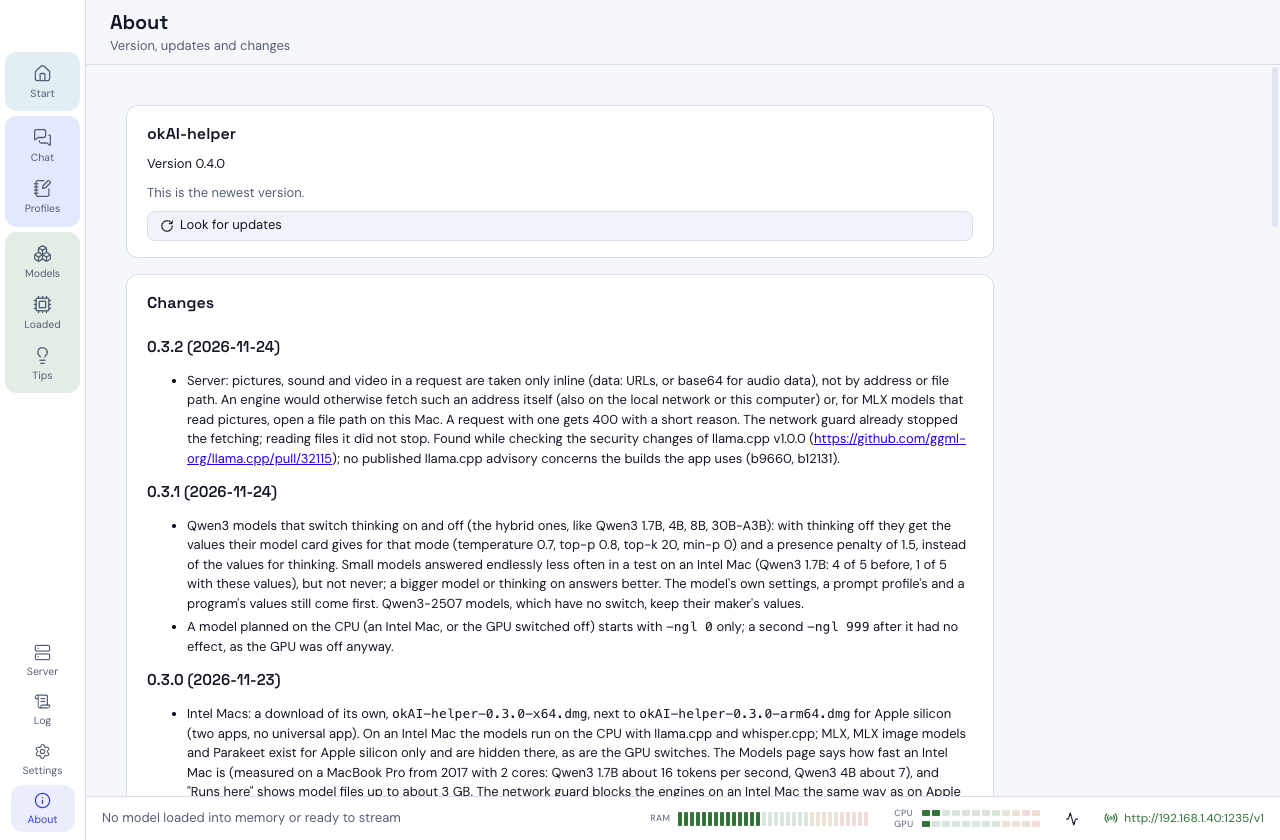 About
Version, updates and changes
Start
Chat
Profiles
Models
Loaded
Tips
Server
Log
Settings
About
okAI-helper
Version 0.4.0
This is the newest version.
Look for updates
Changes
0.3.2 (2026-11-24)
• Server: pictures, sound and video in a request are taken only inline (data: URLs, or base64 for audio data), not by address or file
path. An engine would otherwise fetch such an address itself (also on the local network or this computer) or, for MLX models that
read pictures, open a file path on this Mac. A request with one gets 400 with a short reason. The network guard already stopped
the fetching; reading files it did not stop. Found while checking the security changes of llama.cpp v1.0.0 (https://github.com/ggml-
org/llama.cpp/pull/32115); no published llama.cpp advisory concerns the builds the app uses (b9660, b12131).
0.3.1 (2026-11-24)
• Qwen3 models that switch thinking on and off (the hybrid ones, like Qwen3 1.7B, 4B, 8B, 30B-A3B): with thinking off they get the
values their model card gives for that mode (temperature 0.7, top-p 0.8, top-k 20, min-p 0) and a presence penalty of 1.5, instead
of the values for thinking. Small models answered endlessly less often in a test on an Intel Mac (Qwen3 1.7B: 4 of 5 before, 1 of 5
with these values), but not never; a bigger model or thinking on answers better. The model's own settings, a prompt profile's and a
program's values still come first. Qwen3-2507 models, which have no switch, keep their maker's values.
• A model planned on the CPU (an Intel Mac, or the GPU switched off) starts with -ngl 0 only; a second -ngl 999 after it had no
effect, as the GPU was off anyway.
0.3.0 (2026-11-23)
• Intel Macs: a download of its own, okAI-helper-0.3.0-x64.dmg, next to okAI-helper-0.3.0-arm64.dmg for Apple silicon
(two apps, no universal app). On an Intel Mac the models run on the CPU with llama.cpp and whisper.cpp; MLX, MLX image models
and Parakeet exist for Apple silicon only and are hidden there, as are the GPU switches. The Models page says how fast an Intel
Mac is (measured on a MacBook Pro from 2017 with 2 cores: Qwen3 1.7B about 16 tokens per second, Qwen3 4B about 7), and
"Runs here" shows model files up to about 3 GB. The network guard blocks the engines on an Intel Mac the same way as on Apple
No model loaded into memory or ready to stream
RAM
CPU
GPU
http://192.168.1.40:1235/v1